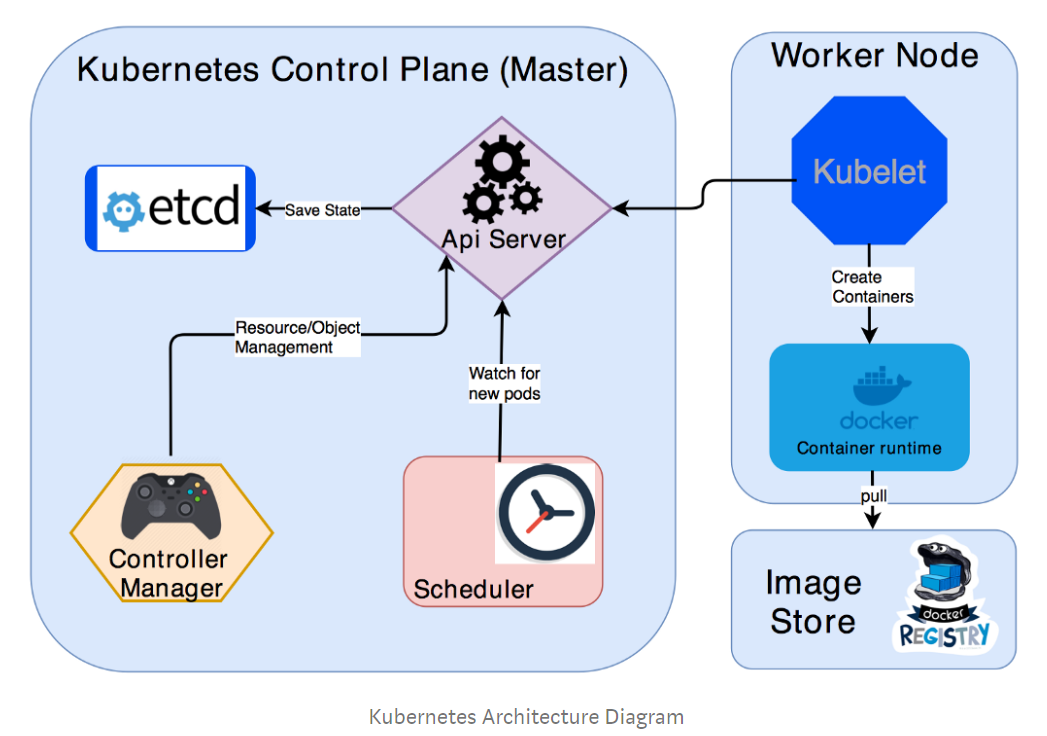 Kubernetes Control Plane (Master)
etcd
Save State
Api Server
Resource/Object
Management
Watch for
new pods
Controller
Manager
Scheduler
Worker Node
Kubelet
Create
Containers
docker
Container runtime
pull
Image
Store
docker
REGISTRY
Kubernetes Architecture Diagram